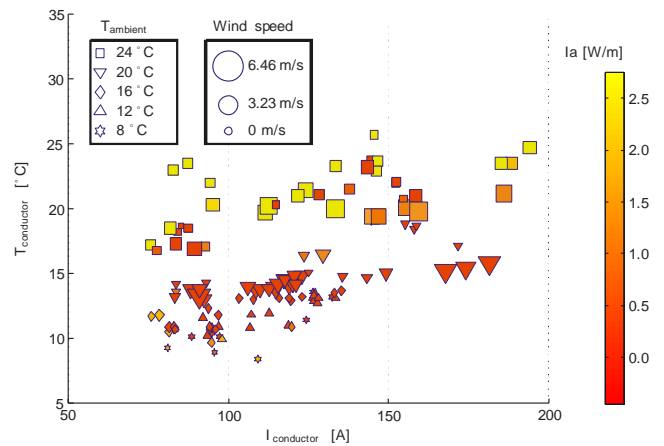 T_ambient
24 °C
20 °C
16 °C
12 °C
8 °C
Wind speed
6.46 m/s
3.23 m/s
0 m/s
Ia [W/m]
2.5
2.0
1.5
1.0
0.5
0.0
T_conductor [°C]
35
30
25
20
15
10
5
50
100
150
200
I_conductor [A]